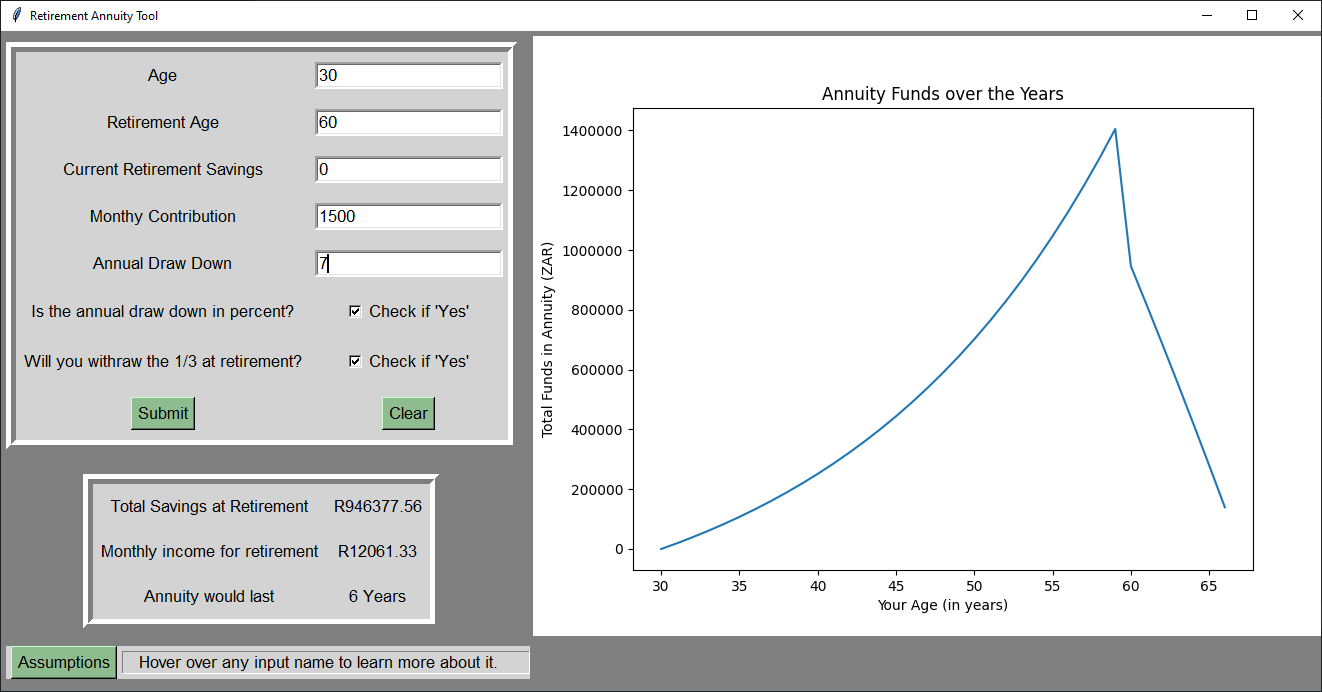 Retirement Annuity Tool
Age 30
Retirement Age 60
Current Retirement Savings 0
Monthy Contribution 1500
Annual Draw Down 7
Is the annual draw down in percent? Check if 'Yes'
Will you withraw the 1/3 at retirement? Check if 'Yes'
Submit Clear
Total Savings at Retirement R946377.56
Monthly income for retirement R12061.33
Annuity would last 6 Years
Assumptions Hover over any input name to learn more about it.
Annuity Funds over the Years
Total Funds in Annuity (ZAR)
1400000
1200000
1000000
800000
600000
400000
200000
0
30 35 40 45 50 55 60 65
Your Age (in years)